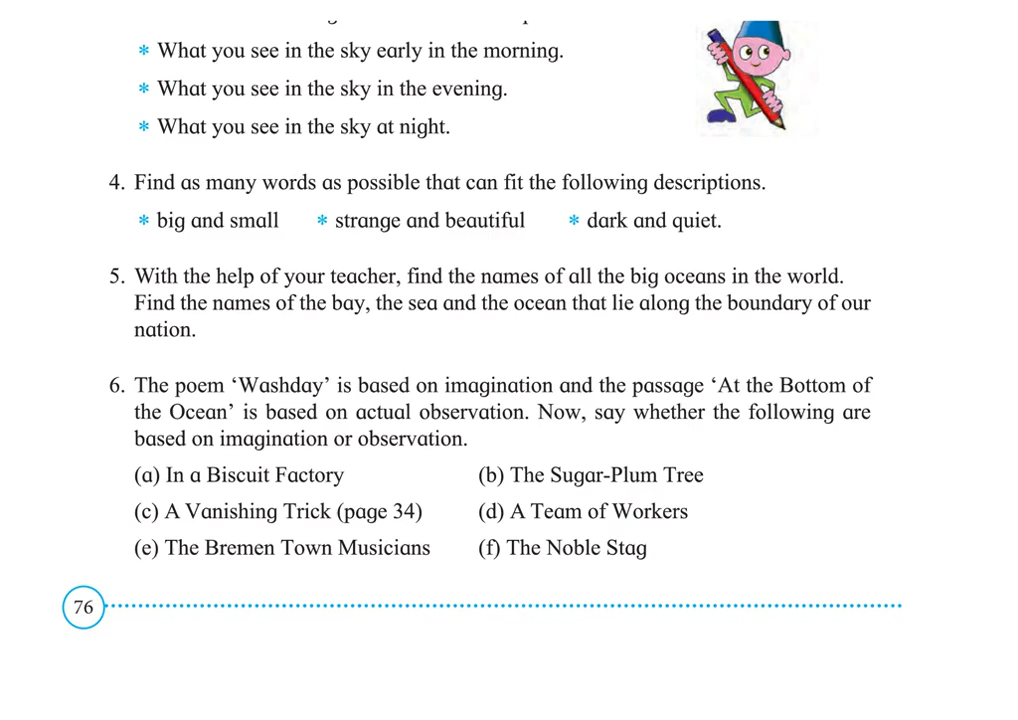 * What you see in the sky early in the morning.
* What you see in the sky in the evening.
* What you see in the sky at night.
4. Find as many words as possible that can fit the following descriptions.
* big and small * strange and beautiful * dark and quiet.
5. With the help of your teacher, find the names of all the big oceans in the world.
Find the names of the bay, the sea and the ocean that lie along the boundary of our
nation.
6. The poem ‘Washday’ is based on imagination and the passage ‘At the Bottom of
the Ocean’ is based on actual observation. Now, say whether the following are
based on imagination or observation.
(a) In a Biscuit Factory (b) The Sugar-Plum Tree
(c) A Vanishing Trick (page 34) (d) A Team of Workers
(e) The Bremen Town Musicians (f) The Noble Stag
76